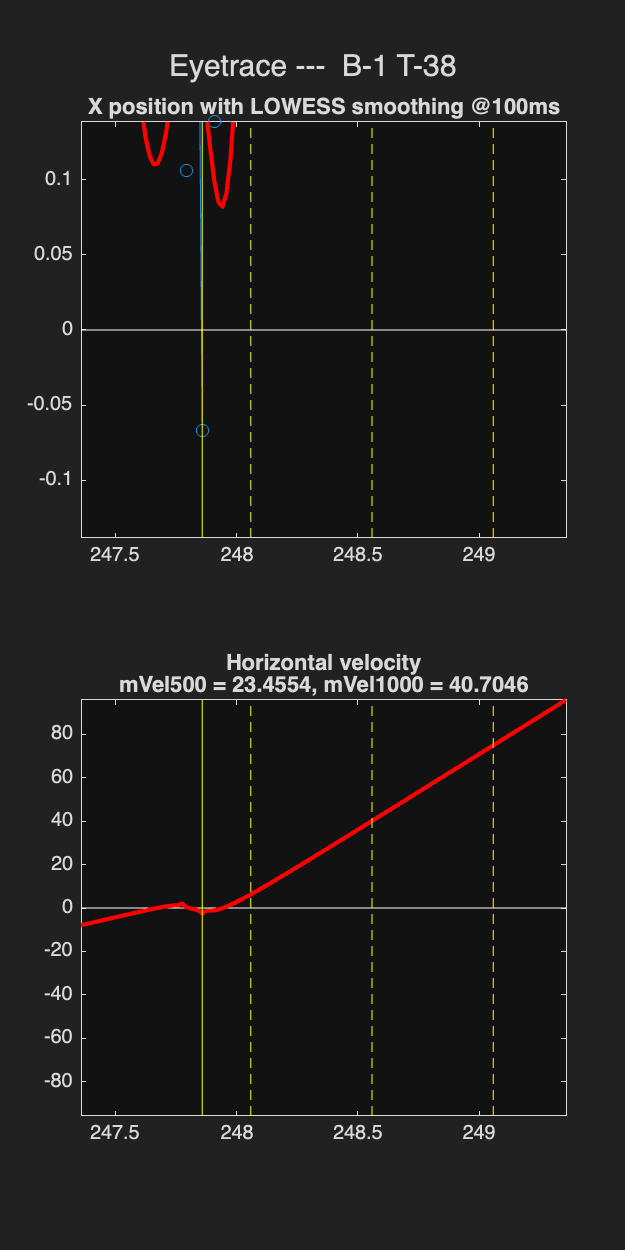 Eyetrace ---  B-1 T-38
X position with LOWESS smoothing @100ms
0.1
0.05
0
-0.05
-0.1
247.5 248 248.5 249
Horizontal velocity
mVel500 = 23.4554, mVel1000 = 40.7046
80
60
40
20
0
-20
-40
-60
-80
247.5 248 248.5 249